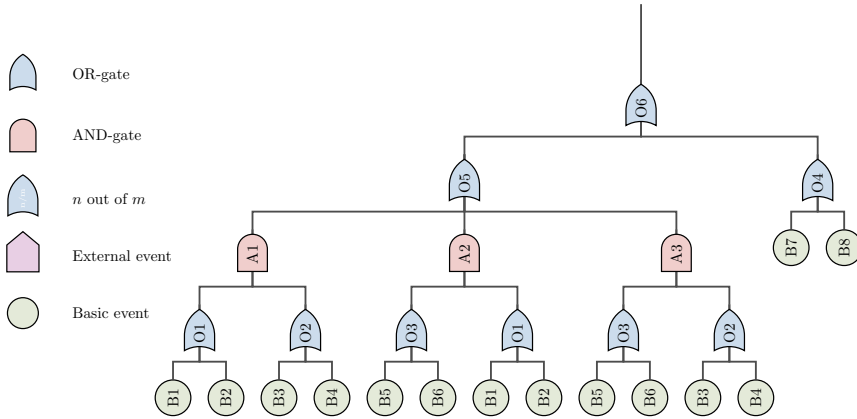 OR-gate
AND-gate
n/m
n out of m
External event
Basic event
O6
O5
O4
A1
A2
A3
B7
B8
O1
O2
O3
O1
O3
O2
B1
B2
B3
B4
B5
B6
B1
B2
B5
B6
B3
B4